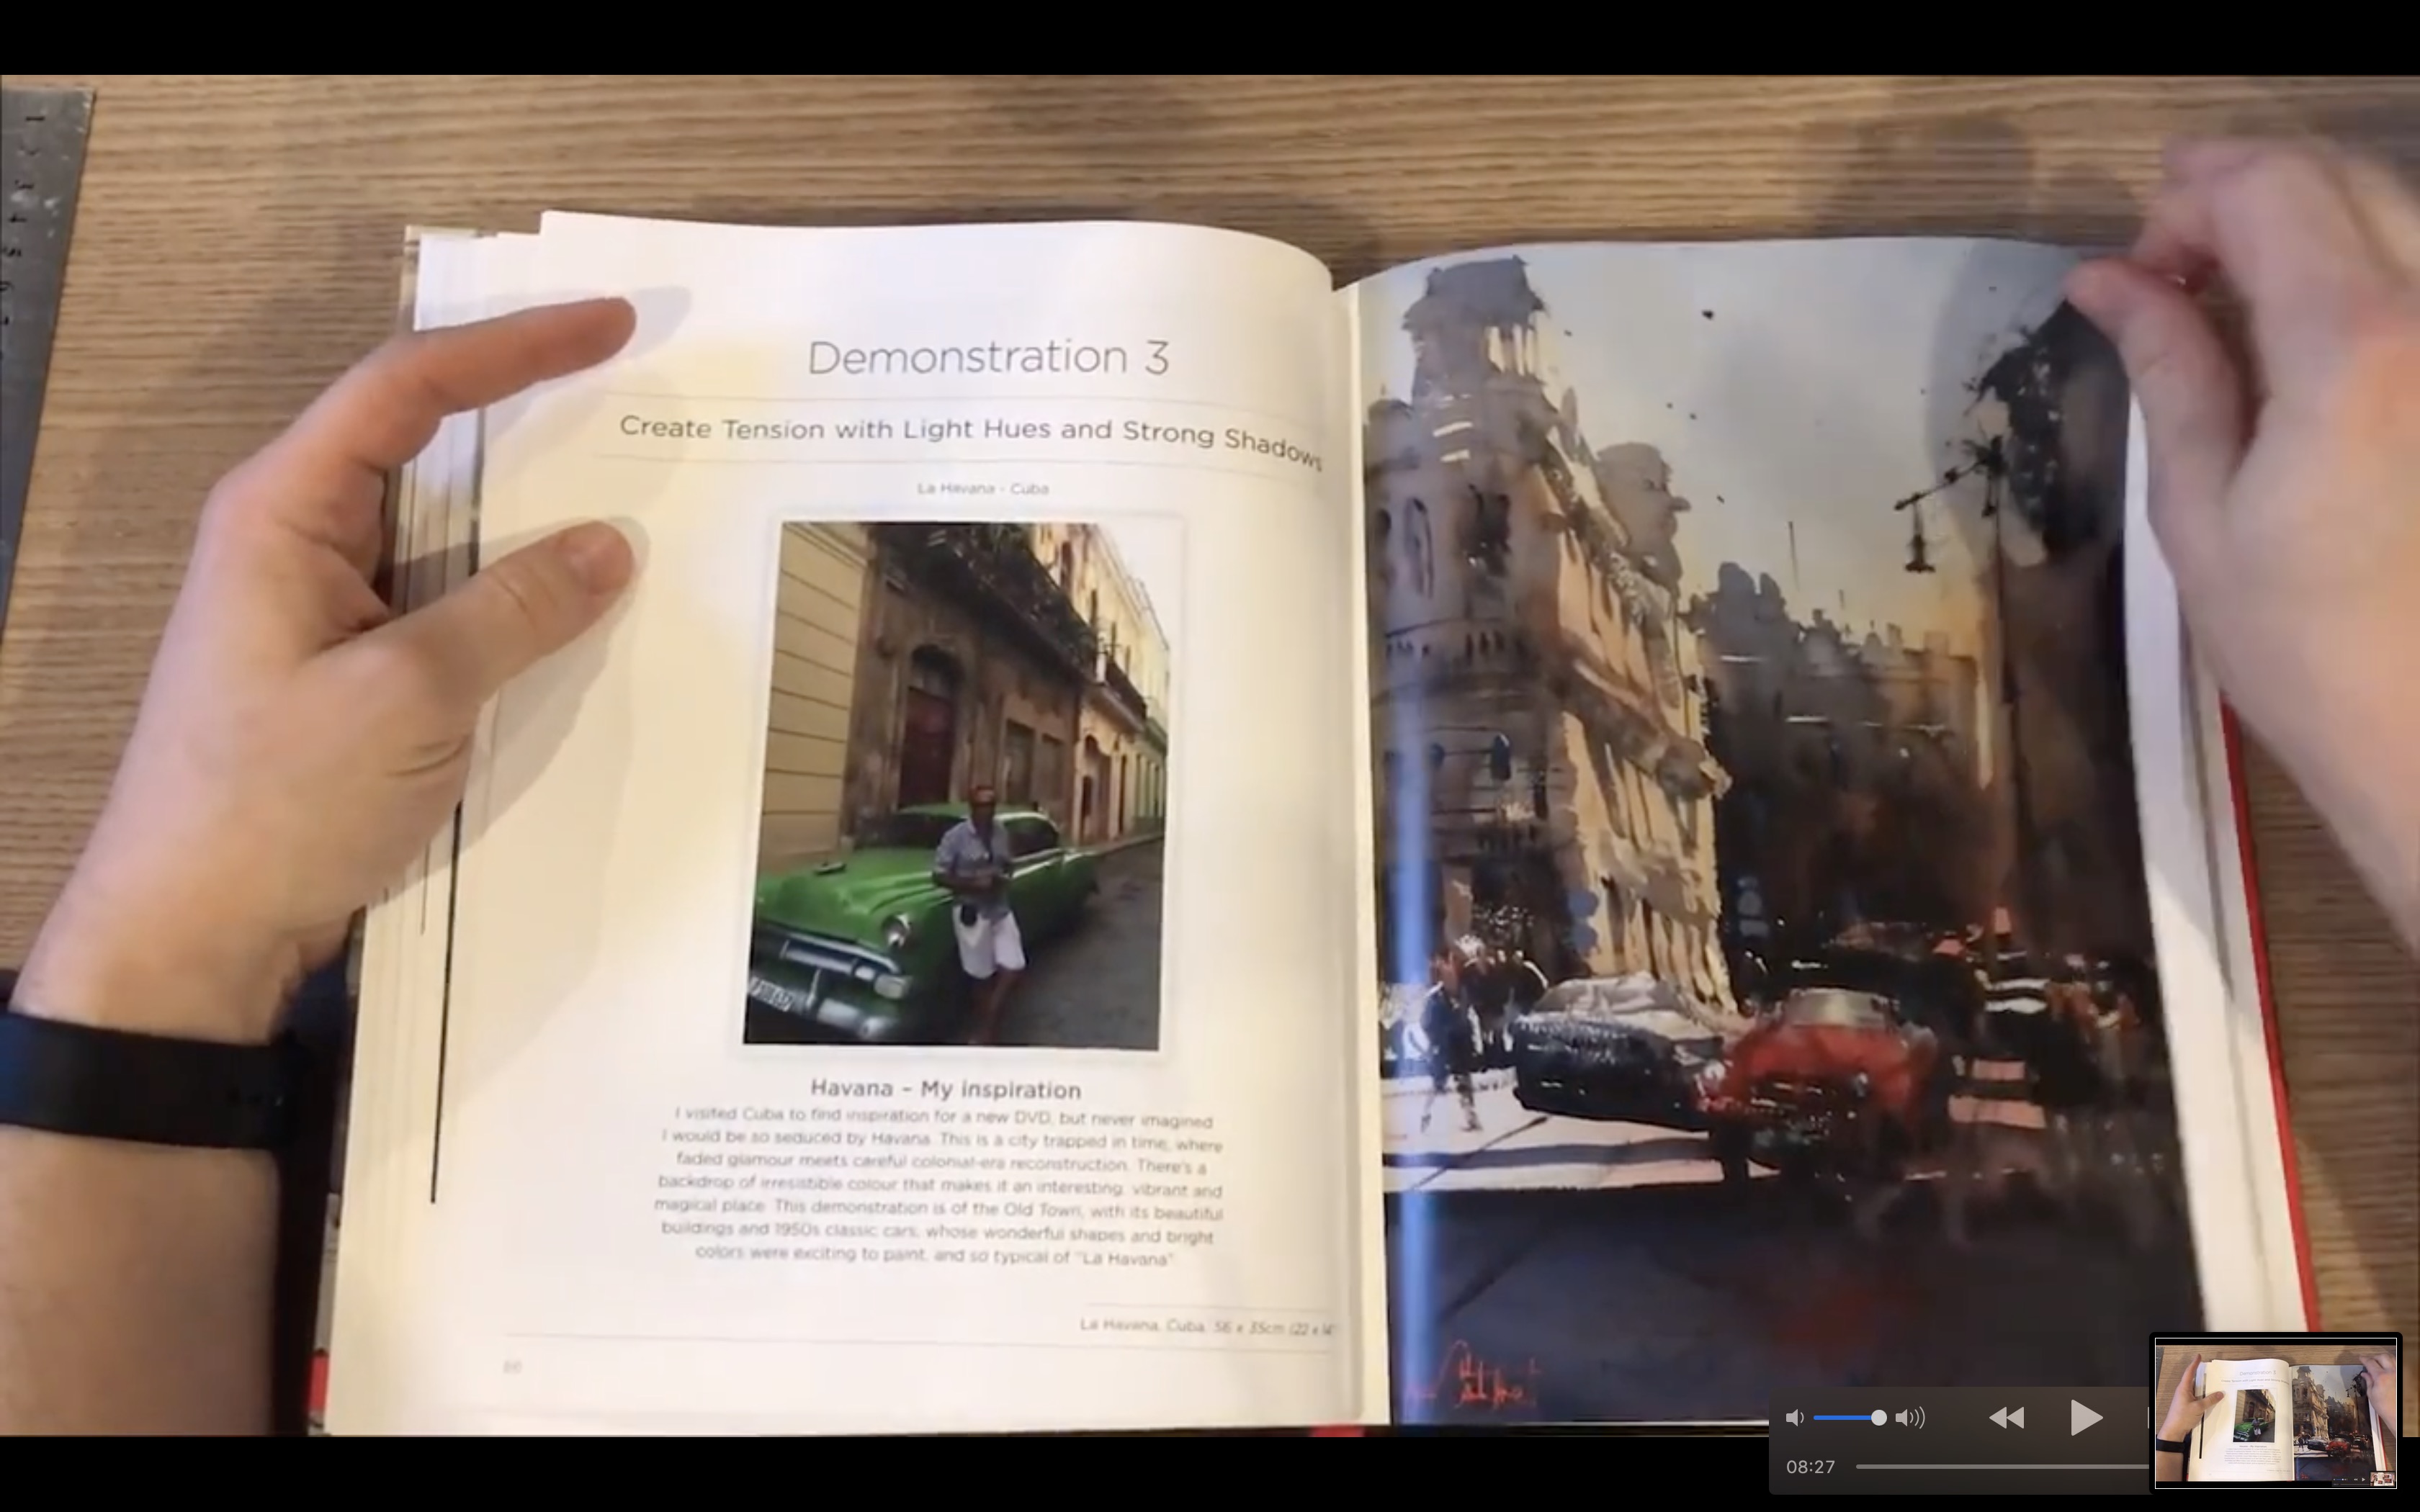 Demonstration 3
Create Tension with Light Hues and Strong Shadows
La Havana - Cuba
Havana – My inspiration
I visited Cuba to find inspiration for a new DVD, but never imagined
I would be so seduced by Havana. This is a city trapped in time, where
faded glamour meets careful colonial-era reconstruction. There's a
backdrop of irresistible colour that makes it an interesting, vibrant and
magical place. This demonstration is of the Old Town, with its beautiful
buildings and 1950s classic cars, whose wonderful shapes and bright
colors were exciting to paint, and so typical of "La Havana"
La Havana, Cuba, 56 x 35cm (22 x 14"
08:27